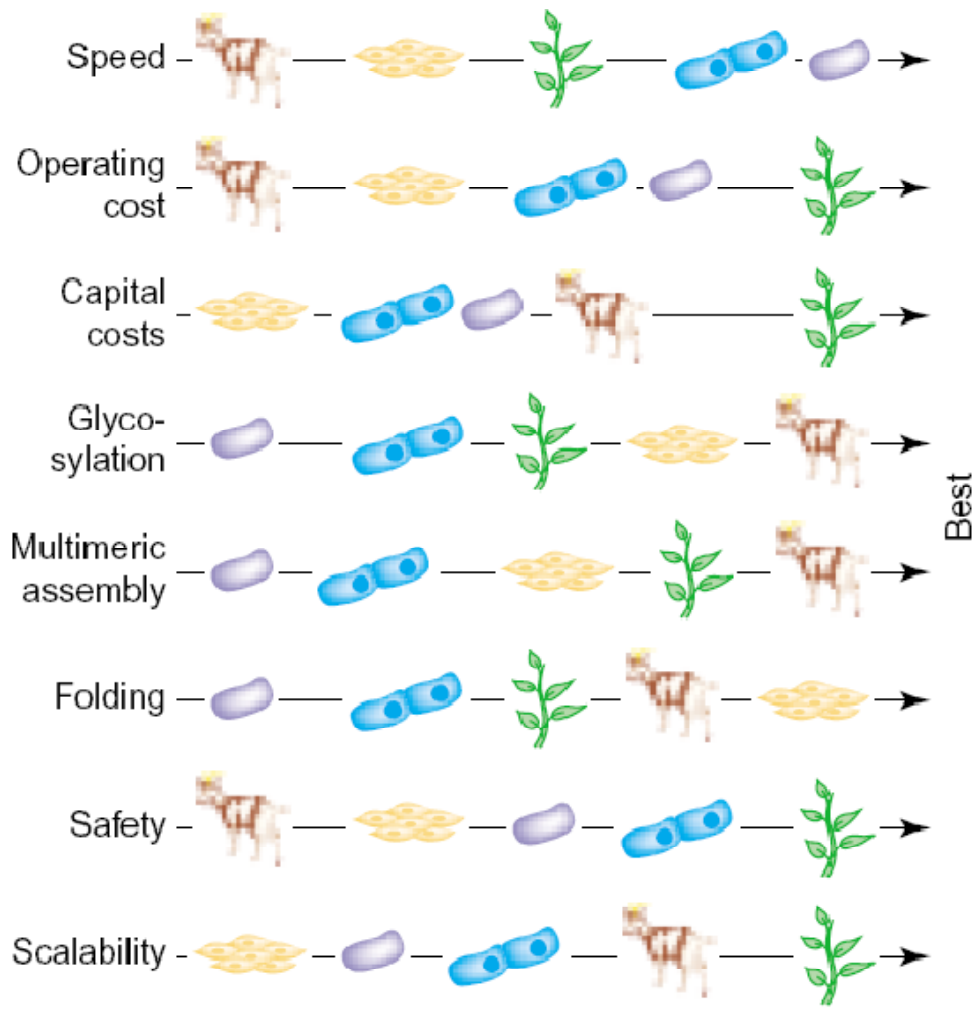 Speed
Operating
cost
Capital
costs
Glyco-
sylation
Multimeric
assembly
Folding
Safety
Scalability
Best